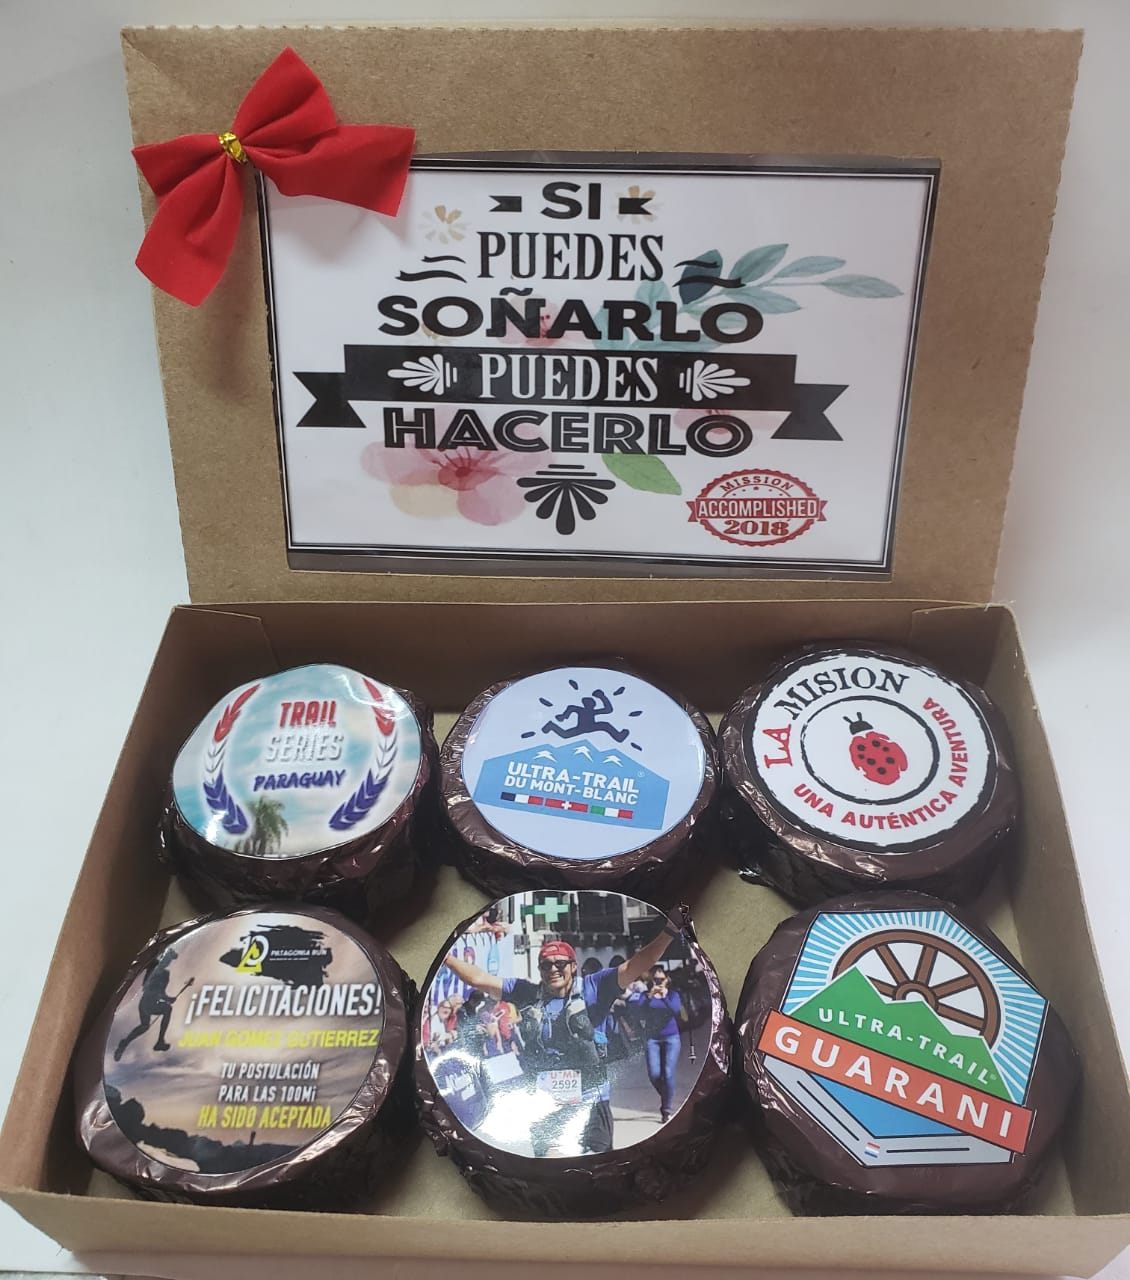 SI
PUEDES
SOÑARLO
PUEDES
HACERLO
MISSION
ACCOMPLISHED
2018
TRAIL
SERIES
PARAGUAY
ULTRA-TRAIL®
DU MONT-BLANC
LA MISION
UNA AUTÉNTICA AVENTURA
PATAGONIA RUN
¡FELICITACIONES!
JUAN GOMEZ GUTIERREZ
TU POSTULACIÓN
PARA LAS 100Mi
HA SIDO ACEPTADA
UTMB
2592
ULTRA-TRAIL®
GUARANI